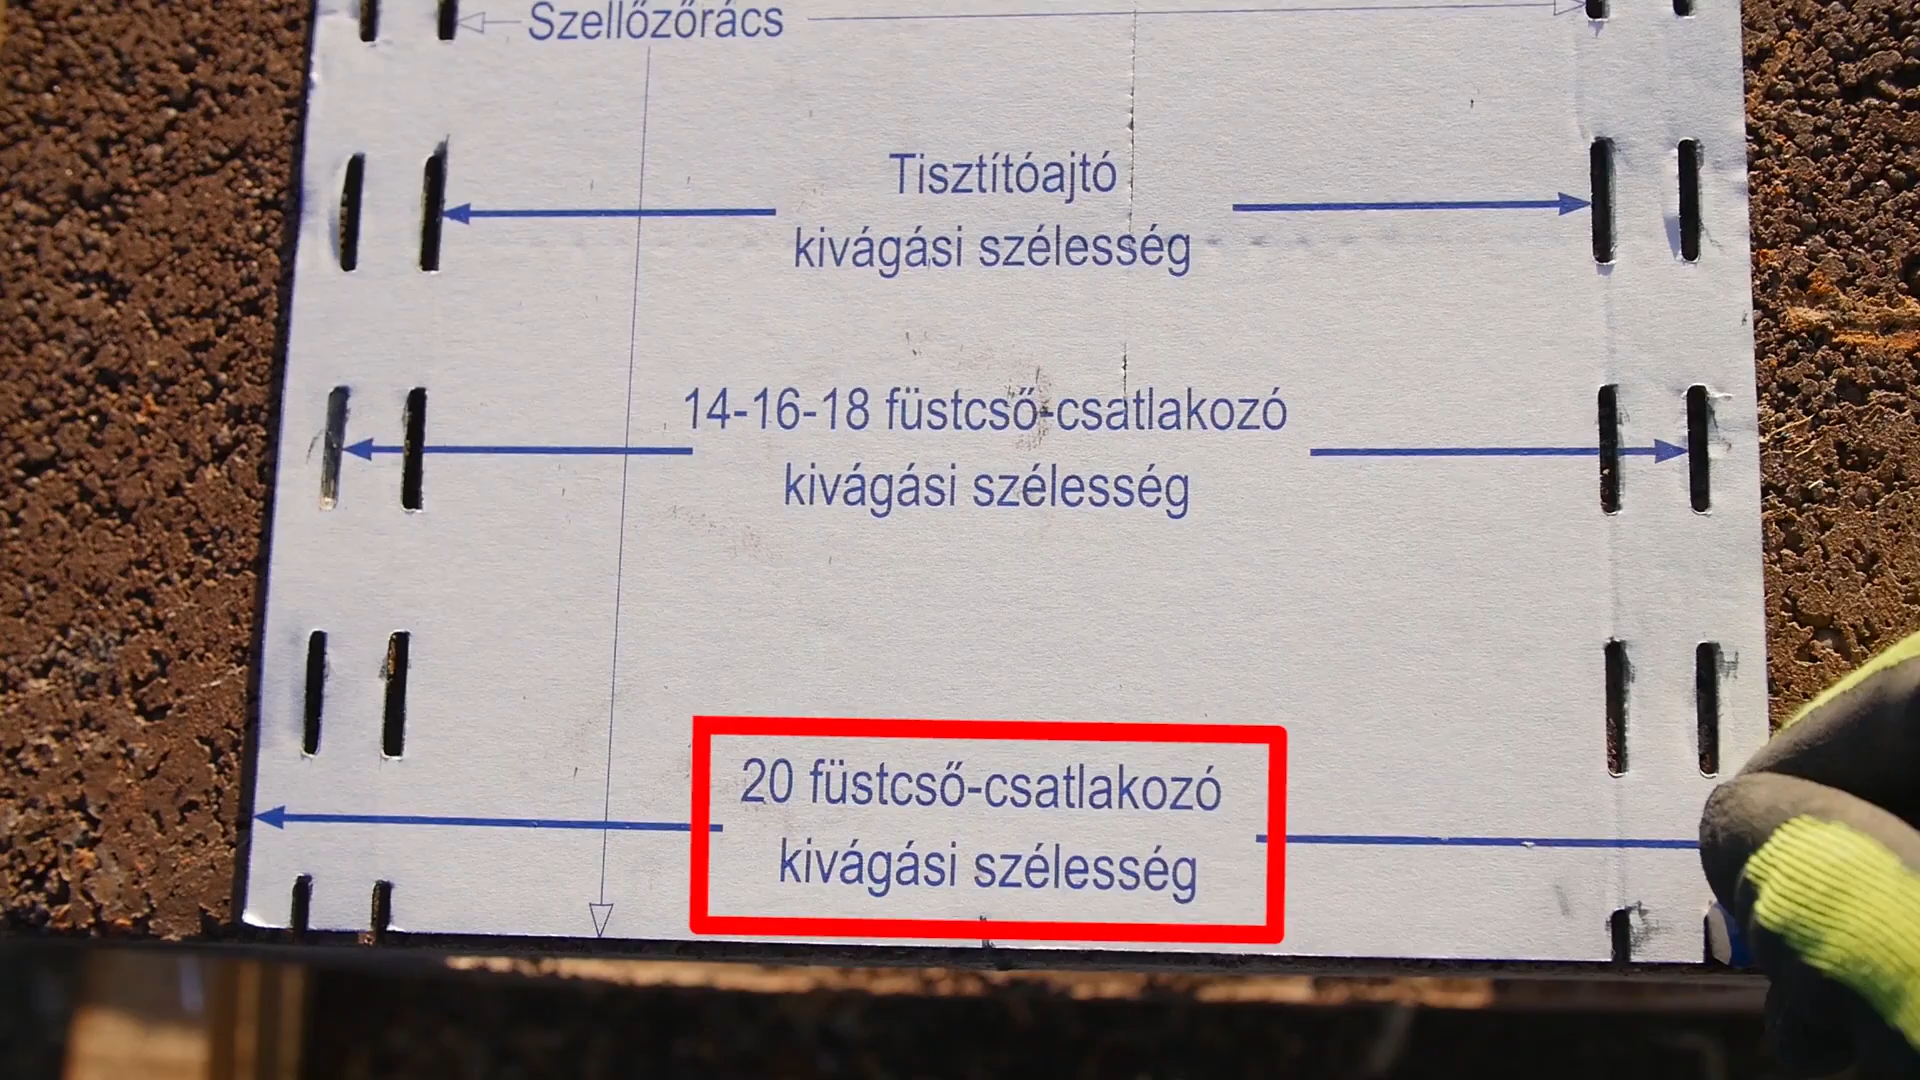 Szellőzőrács
Tisztítóajtó
kivágási szélesség
14-16-18 füstcső-csatlakozó
kivágási szélesség
20 füstcső-csatlakozó
kivágási szélesség